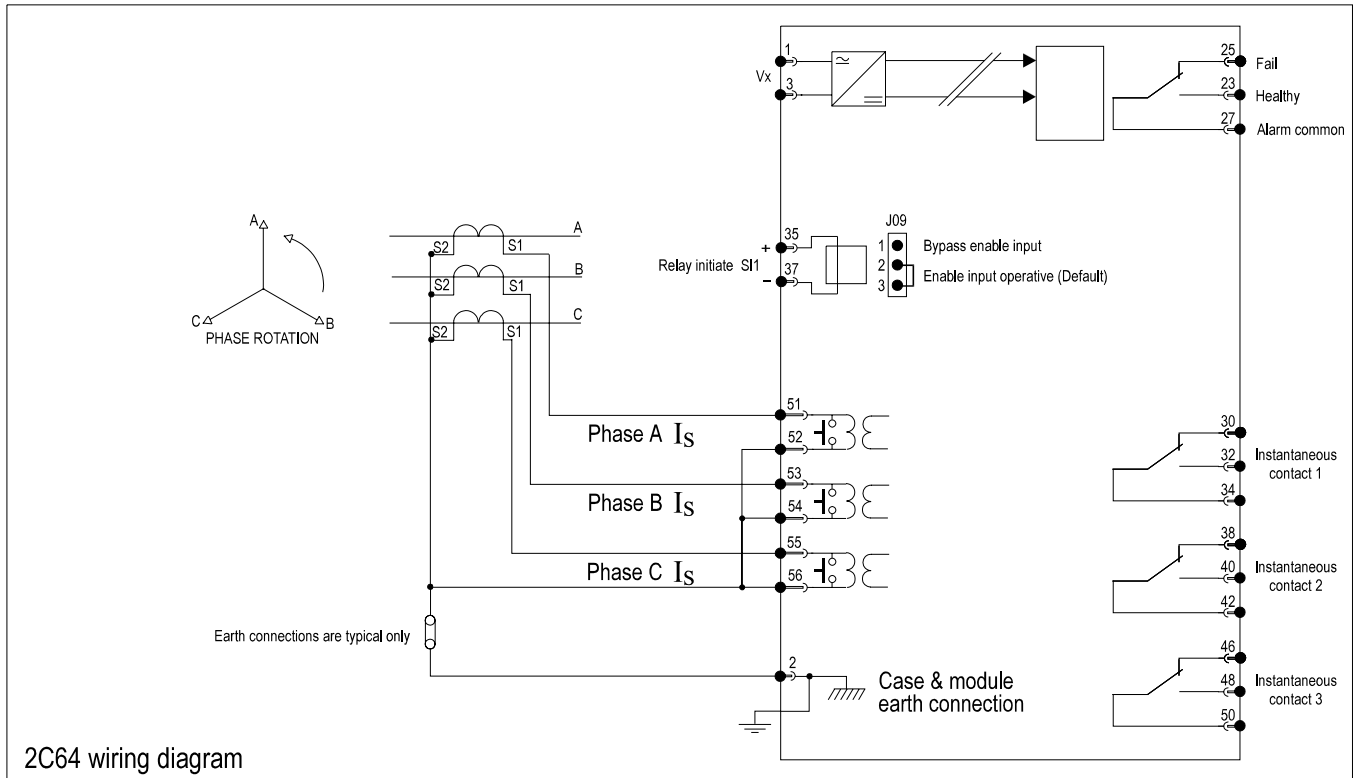 1
Vx
3
25
Fail
23
Healthy
27
Alarm common
A
C
B
PHASE ROTATION
A
S2
S1
B
S2
S1
C
S2
S1
J09
35
+
Relay initiate SI1
37
−
1
Bypass enable input
2
Enable input operative (Default)
3
51
Phase A IS
52
53
Phase B IS
54
55
Phase C IS
56
30
32
Instantaneous
contact 1
34
38
40
Instantaneous
contact 2
42
46
48
Instantaneous
contact 3
50
Earth connections are typical only
2
Case & module
earth connection
2C64 wiring diagram